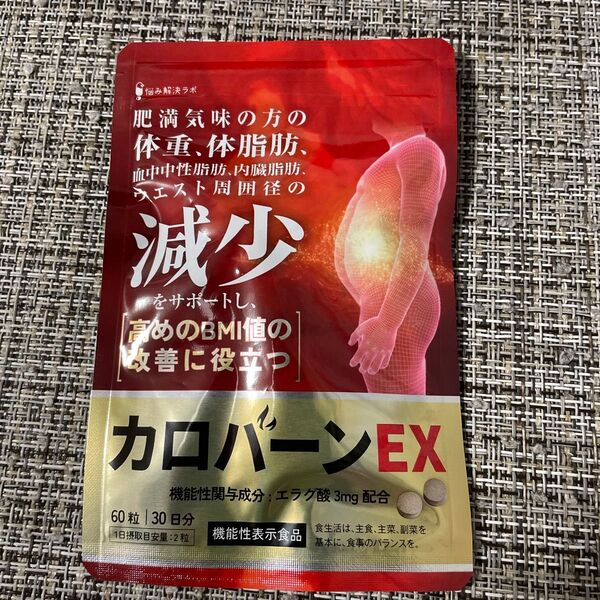 悩み解決ラボ
肥満気味の方の
体重、体脂肪、
血中中性脂肪、内臓脂肪、
ウエスト周囲径の
減少
をサポートし、
高めのBMI値の
改善に役立つ
カロバーンEX
機能性関与成分:エラグ酸 3mg 配合
60粒 | 30日分
1日摂取目安量:2粒
機能性表示食品
食生活は、主食、主菜、副菜を
基本に、食事のバランスを。